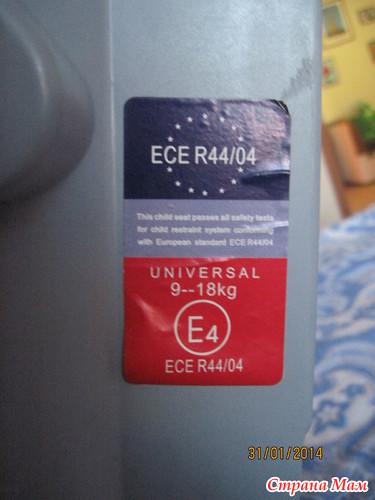 ECE R44/04
This child seat passes all safety tests
for child restraint system conforming
with European standard ECE R44/04
UNIVERSAL
9--18kg
E4
ECE R44/04
31/01/2014
Страна Мам